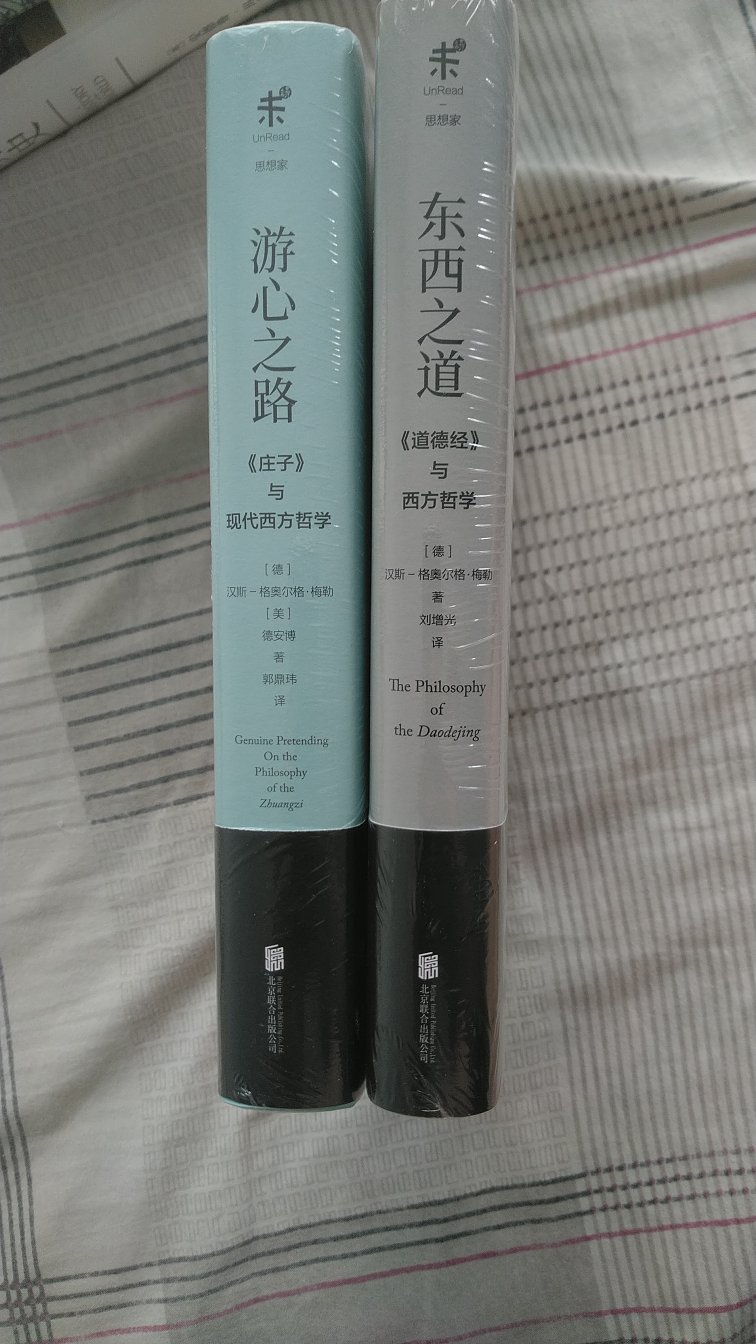 未
UnRead
思想家
游心之路
《庄子》
与
现代西方哲学
[德]
汉斯-格奥尔格·梅勒
[美]
德安博
著
郭鼎玮
译
Genuine Pretending
On the
Philosophy
of the
Zhuangzi
北京联合出版公司
未
UnRead
思想家
东西之道
《道德经》
与
西方哲学
[德]
汉斯-格奥尔格·梅勒
著
刘增光
译
The Philosophy
of
the Daodejing
北京联合出版公司